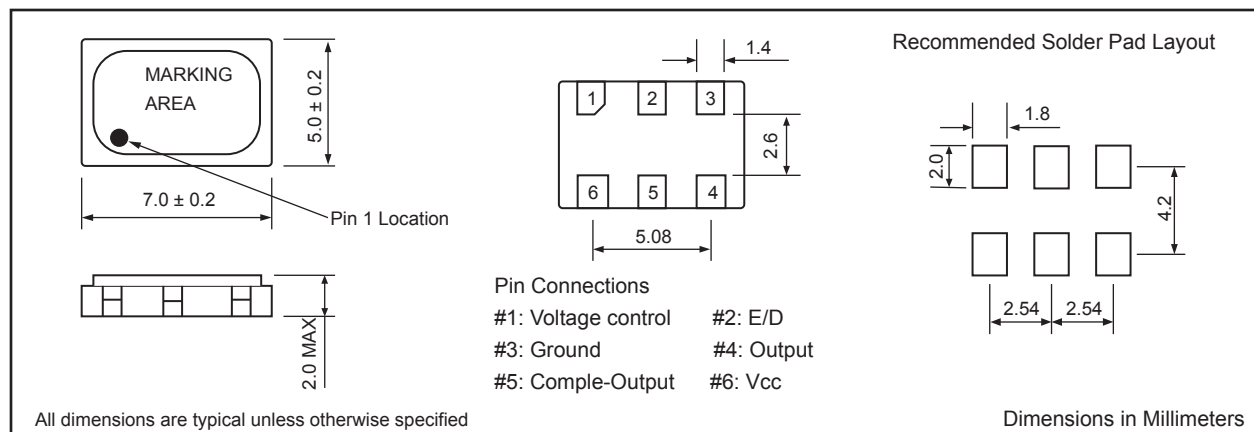 MARKING
AREA
5.0 ± 0.2
7.0 ± 0.2
Pin 1 Location
2.0 MAX
All dimensions are typical unless otherwise specified
1.4
1 2 3
2.6
6 5 4
5.08
Pin Connections
#1: Voltage control #2: E/D
#3: Ground #4: Output
#5: Comple-Output #6: Vcc
Recommended Solder Pad Layout
1.8
2.0
4.2
2.54 2.54
Dimensions in Millimeters